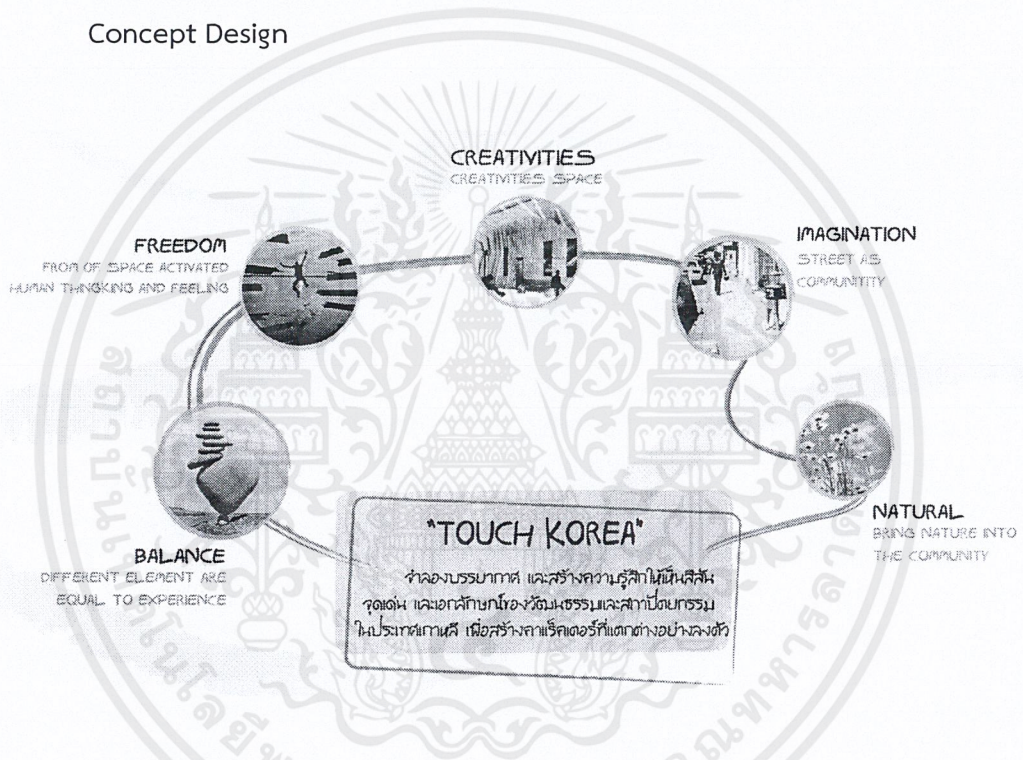 Concept Design
CREATIVITIES
CREATIVITIES SPACE
FREEDOM
FROM OF SPACE ACTIVATED
HUMAN THINGKING AND FEELING
IMAGINATION
STREET AS
COMMUNITITY
BALANCE
DIFFERENT ELEMENT ARE
EQUAL TO EXPERIENCE
NATURAL
BRING NATURE INTO
THE COMMUNITY
"TOUCH KOREA"
จำลองบรรยากาศ และสร้างความรู้สึกให้เห็นสีสัน
จุดเด่น และเอกลักษณ์ของวัฒนธรรมและสถาปัตยกรรม
ในประเทศเกาหลี เพื่อสร้างคาแร็คเตอร์ที่แตกต่างอย่างลงตัว